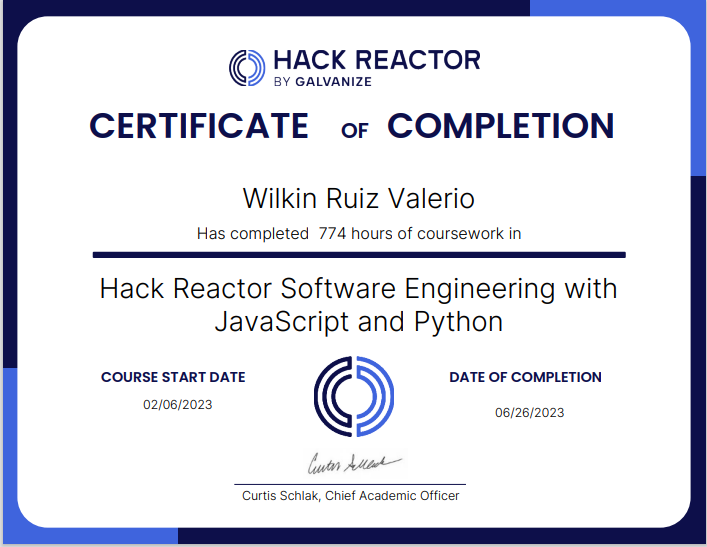 HACK REACTOR
BY GALVANIZE
CERTIFICATE OF COMPLETION
Wilkin Ruiz Valerio
Has completed 774 hours of coursework in
Hack Reactor Software Engineering with
JavaScript and Python
COURSE START DATE
02/06/2023
DATE OF COMPLETION
06/26/2023
Curtis Schlak
Curtis Schlak, Chief Academic Officer